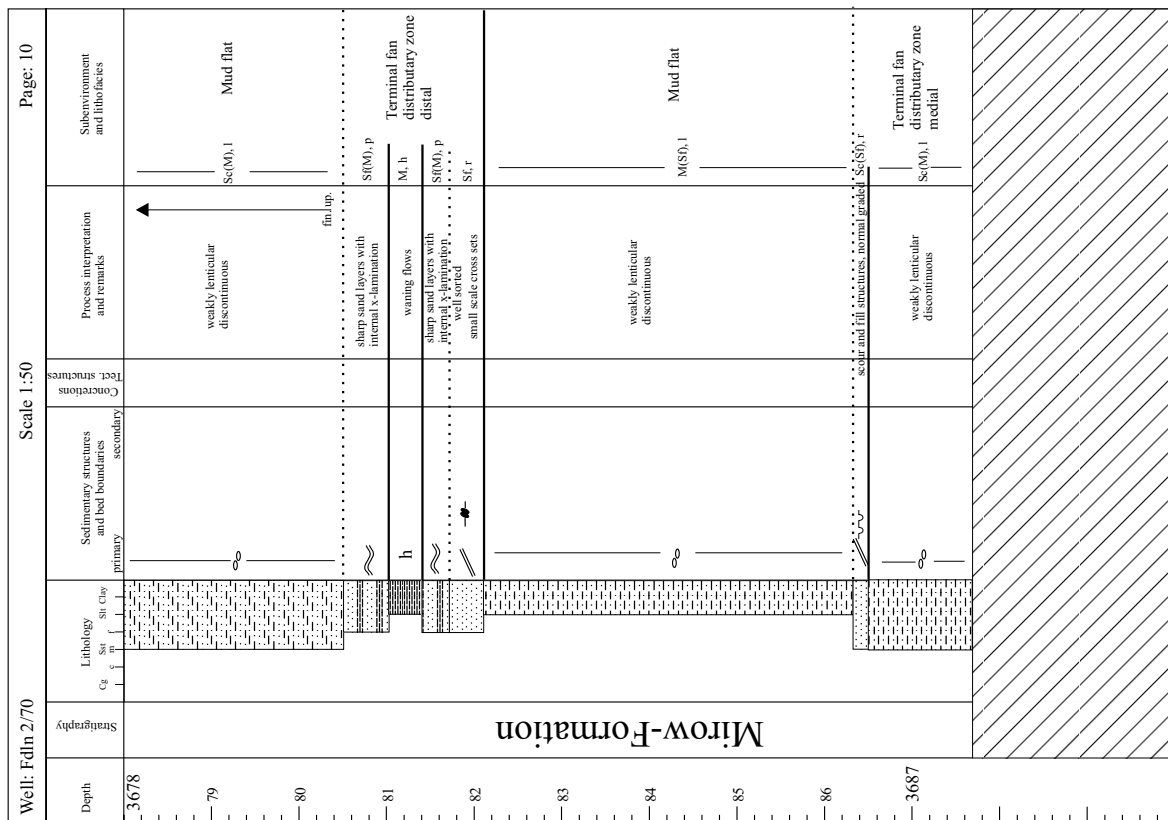 Well: Fdln 2/70
Scale 1:50
Page: 10
Depth
Stratigraphy
Lithology
Cg c m f Slt Clay
Sst
Sedimentary structures
and bed boundaries
primary
secondary
Concretions
Tect. structures
Process interpretation
and remarks
Subenvironment
and lithofacies
3678
79
80
81
82
83
84
85
86
3687
Mirow-Formation
h
weakly lenticular
discontinuous
fin. up.
sharp sand layers with
internal x-lamination
waning flows
sharp sand layers with
internal x-lamination
well sorted
small scale cross sets
weakly lenticular
discontinuous
scour and fill structures, normal graded
weakly lenticular
discontinuous
Sc(M), l
Sf(M), p
M, h
Sf(M), p
Sf, r
M(Sf), l
Sc(Sf), r
Sc(M), l
Mud flat
Terminal fan
distributary zone
distal
Mud flat
Terminal fan
distributary zone
medial